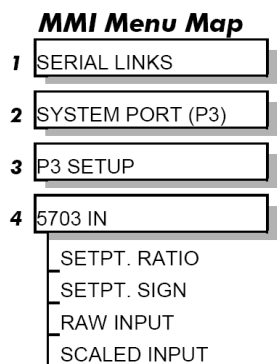 MMI Menu Map
1 SERIAL LINKS
2 SYSTEM PORT (P3)
3 P3 SETUP
4 5703 IN
SETPT. RATIO
SETPT. SIGN
RAW INPUT
SCALED INPUT